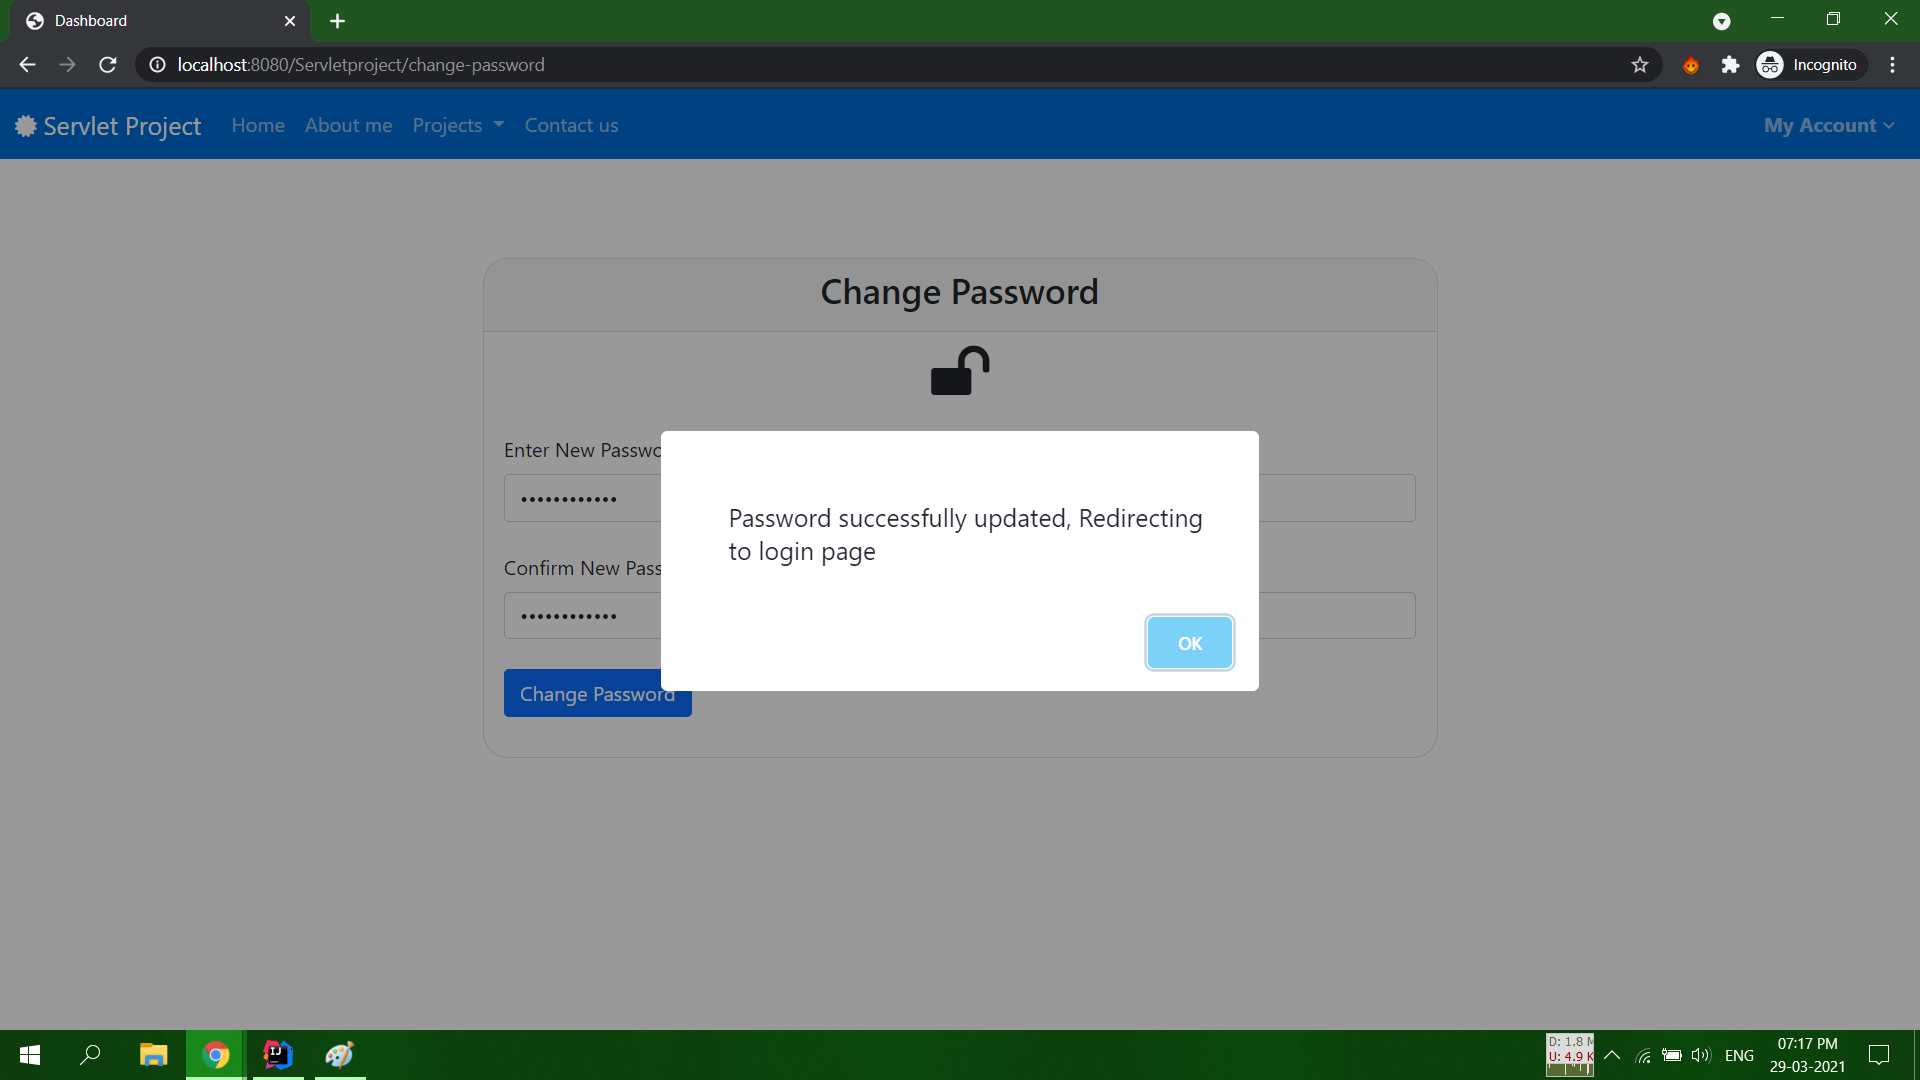 Dashboard
localhost:8080/Servletproject/change-password
Incognito
Servlet Project
Home
About me
Projects
Contact us
My Account
Change Password
Enter New Passwo
••••••••••••
Confirm New Pass
••••••••••••
Change Password
Password successfully updated, Redirecting
to login page
OK
D: 1.8 M
U: 4.9 K
ENG
07:17 PM
29-03-2021